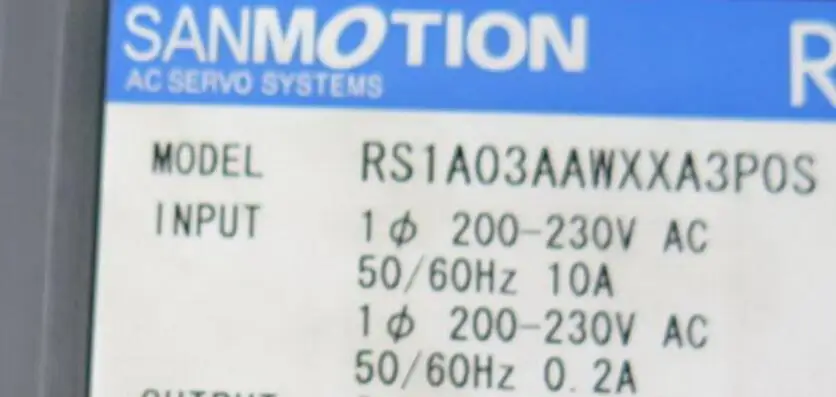 SANMOTION R
AC SERVO SYSTEMS
MODEL RS1A03AAWXXA3P0S
INPUT 1ϕ 200-230V AC
50/60Hz 10A
1ϕ 200-230V AC
50/60Hz 0.2A
OUTPUT